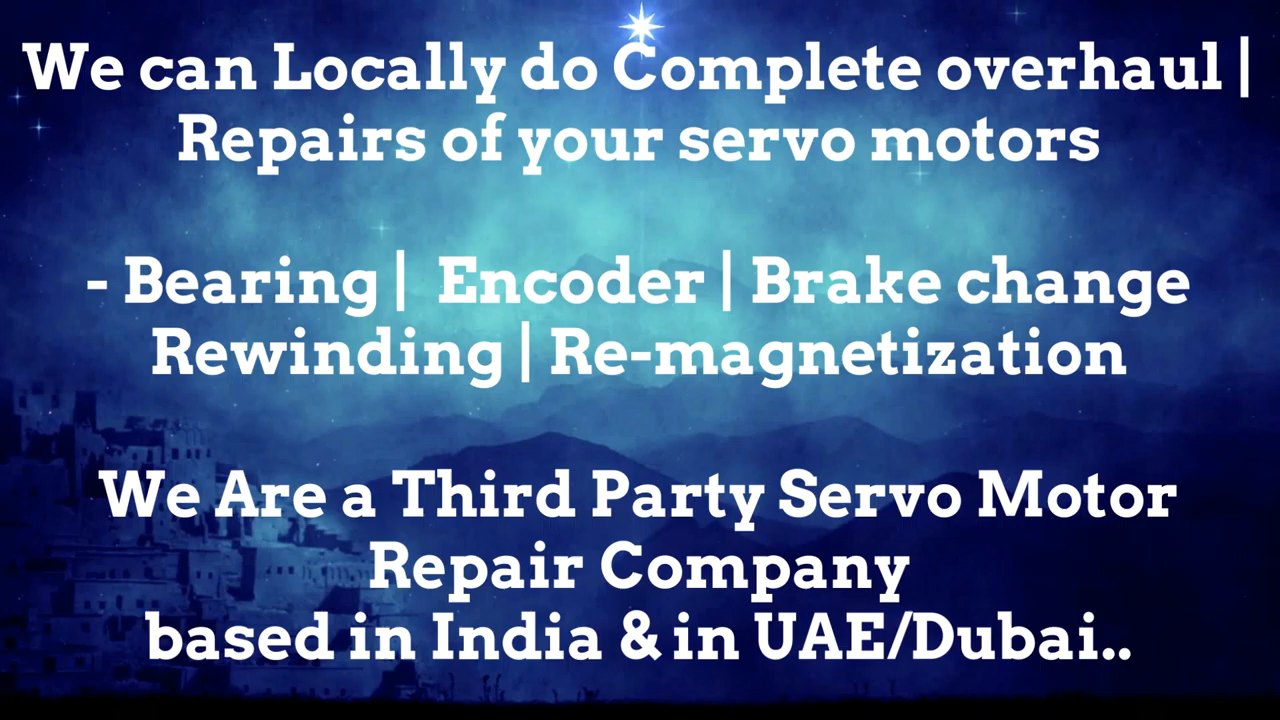 We can Locally do Complete overhaul |
Repairs of your servo motors
- Bearing | Encoder | Brake change
Rewinding | Re-magnetization
We Are a Third Party Servo Motor
Repair Company
based in India & in UAE/Dubai..